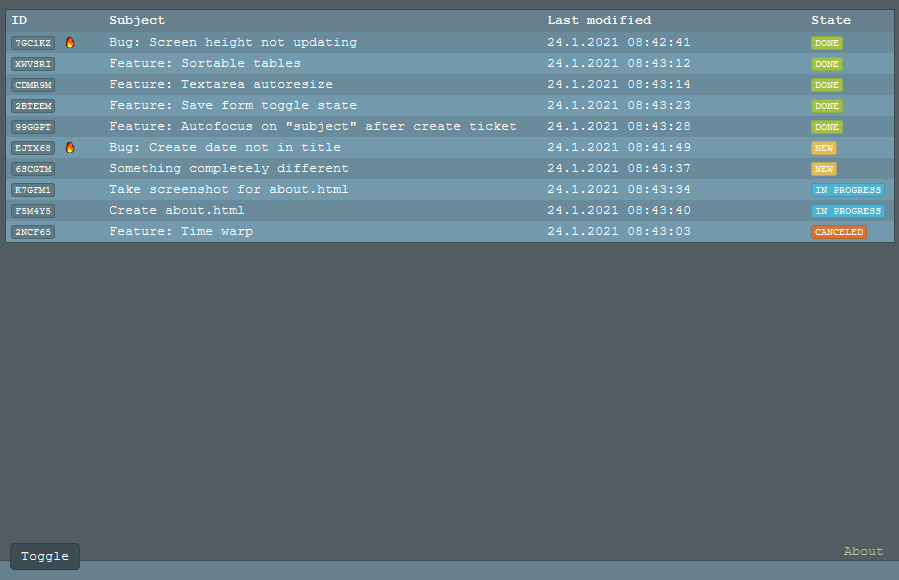 ID Subject Last modified State
7GC1KZ Bug: Screen height not updating 24.1.2021 08:42:41 DONE
XWVSRI Feature: Sortable tables 24.1.2021 08:43:12 DONE
CDMR9M Feature: Textarea autoresize 24.1.2021 08:43:14 DONE
2BTEEM Feature: Save form toggle state 24.1.2021 08:43:23 DONE
99GGPT Feature: Autofocus on "subject" after create ticket 24.1.2021 08:43:28 DONE
EJTX68 Bug: Create date not in title 24.1.2021 08:41:49 NEW
6SCGTM Something completely different 24.1.2021 08:43:37 NEW
K7GFM1 Take screenshot for about.html 24.1.2021 08:43:34 IN PROGRESS
F5M4Y5 Create about.html 24.1.2021 08:43:40 IN PROGRESS
2NCF65 Feature: Time warp 24.1.2021 08:43:03 CANCELED
About
Toggle